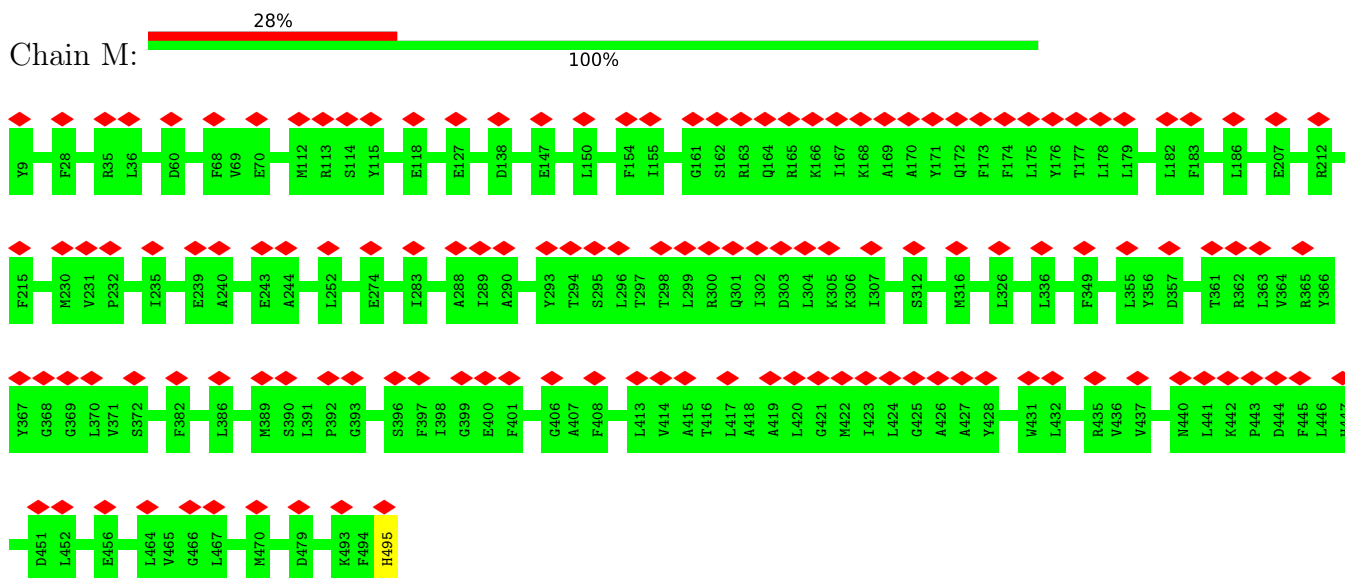 28%
Chain M:
100%
Y9 F28 R35 L36 D60 F68 V69 E70 M112 R113 S114 Y115 E118 E127 D138 E147 L150 F154 I155 G161 S162 R163 Q164 R165 K166 I167 K168 A169 A170 Y171 Q172 F173 F174 L175 Y176 T177 L178 L179 L182 F183 L186 E207 R212
F215 M230 V231 P232 I235 E239 A240 E243 A244 L252 E274 I283 A288 I289 A290 Y293 T294 S295 L296 T297 T298 L299 R300 Q301 I302 D303 L304 K305 K306 I307 S312 M316 L326 L336 F349 L355 Y356 D357 T361 R362 L363 V364 R365 Y366
Y367 G368 G369 L370 V371 S372 F382 L386 M389 S390 L391 P392 G393 S396 F397 I398 G399 E400 F401 G406 A407 F408 L413 V414 A415 T416 L417 A418 A419 L420 G421 M422 I423 L424 G425 A426 A427 Y428 W431 L432 R435 V436 V437 N440 L441 K442 P443 D444 F445 L446 H447
D451 L452 E456 L464 V465 G466 L467 M470 D479 K493 F494 H495